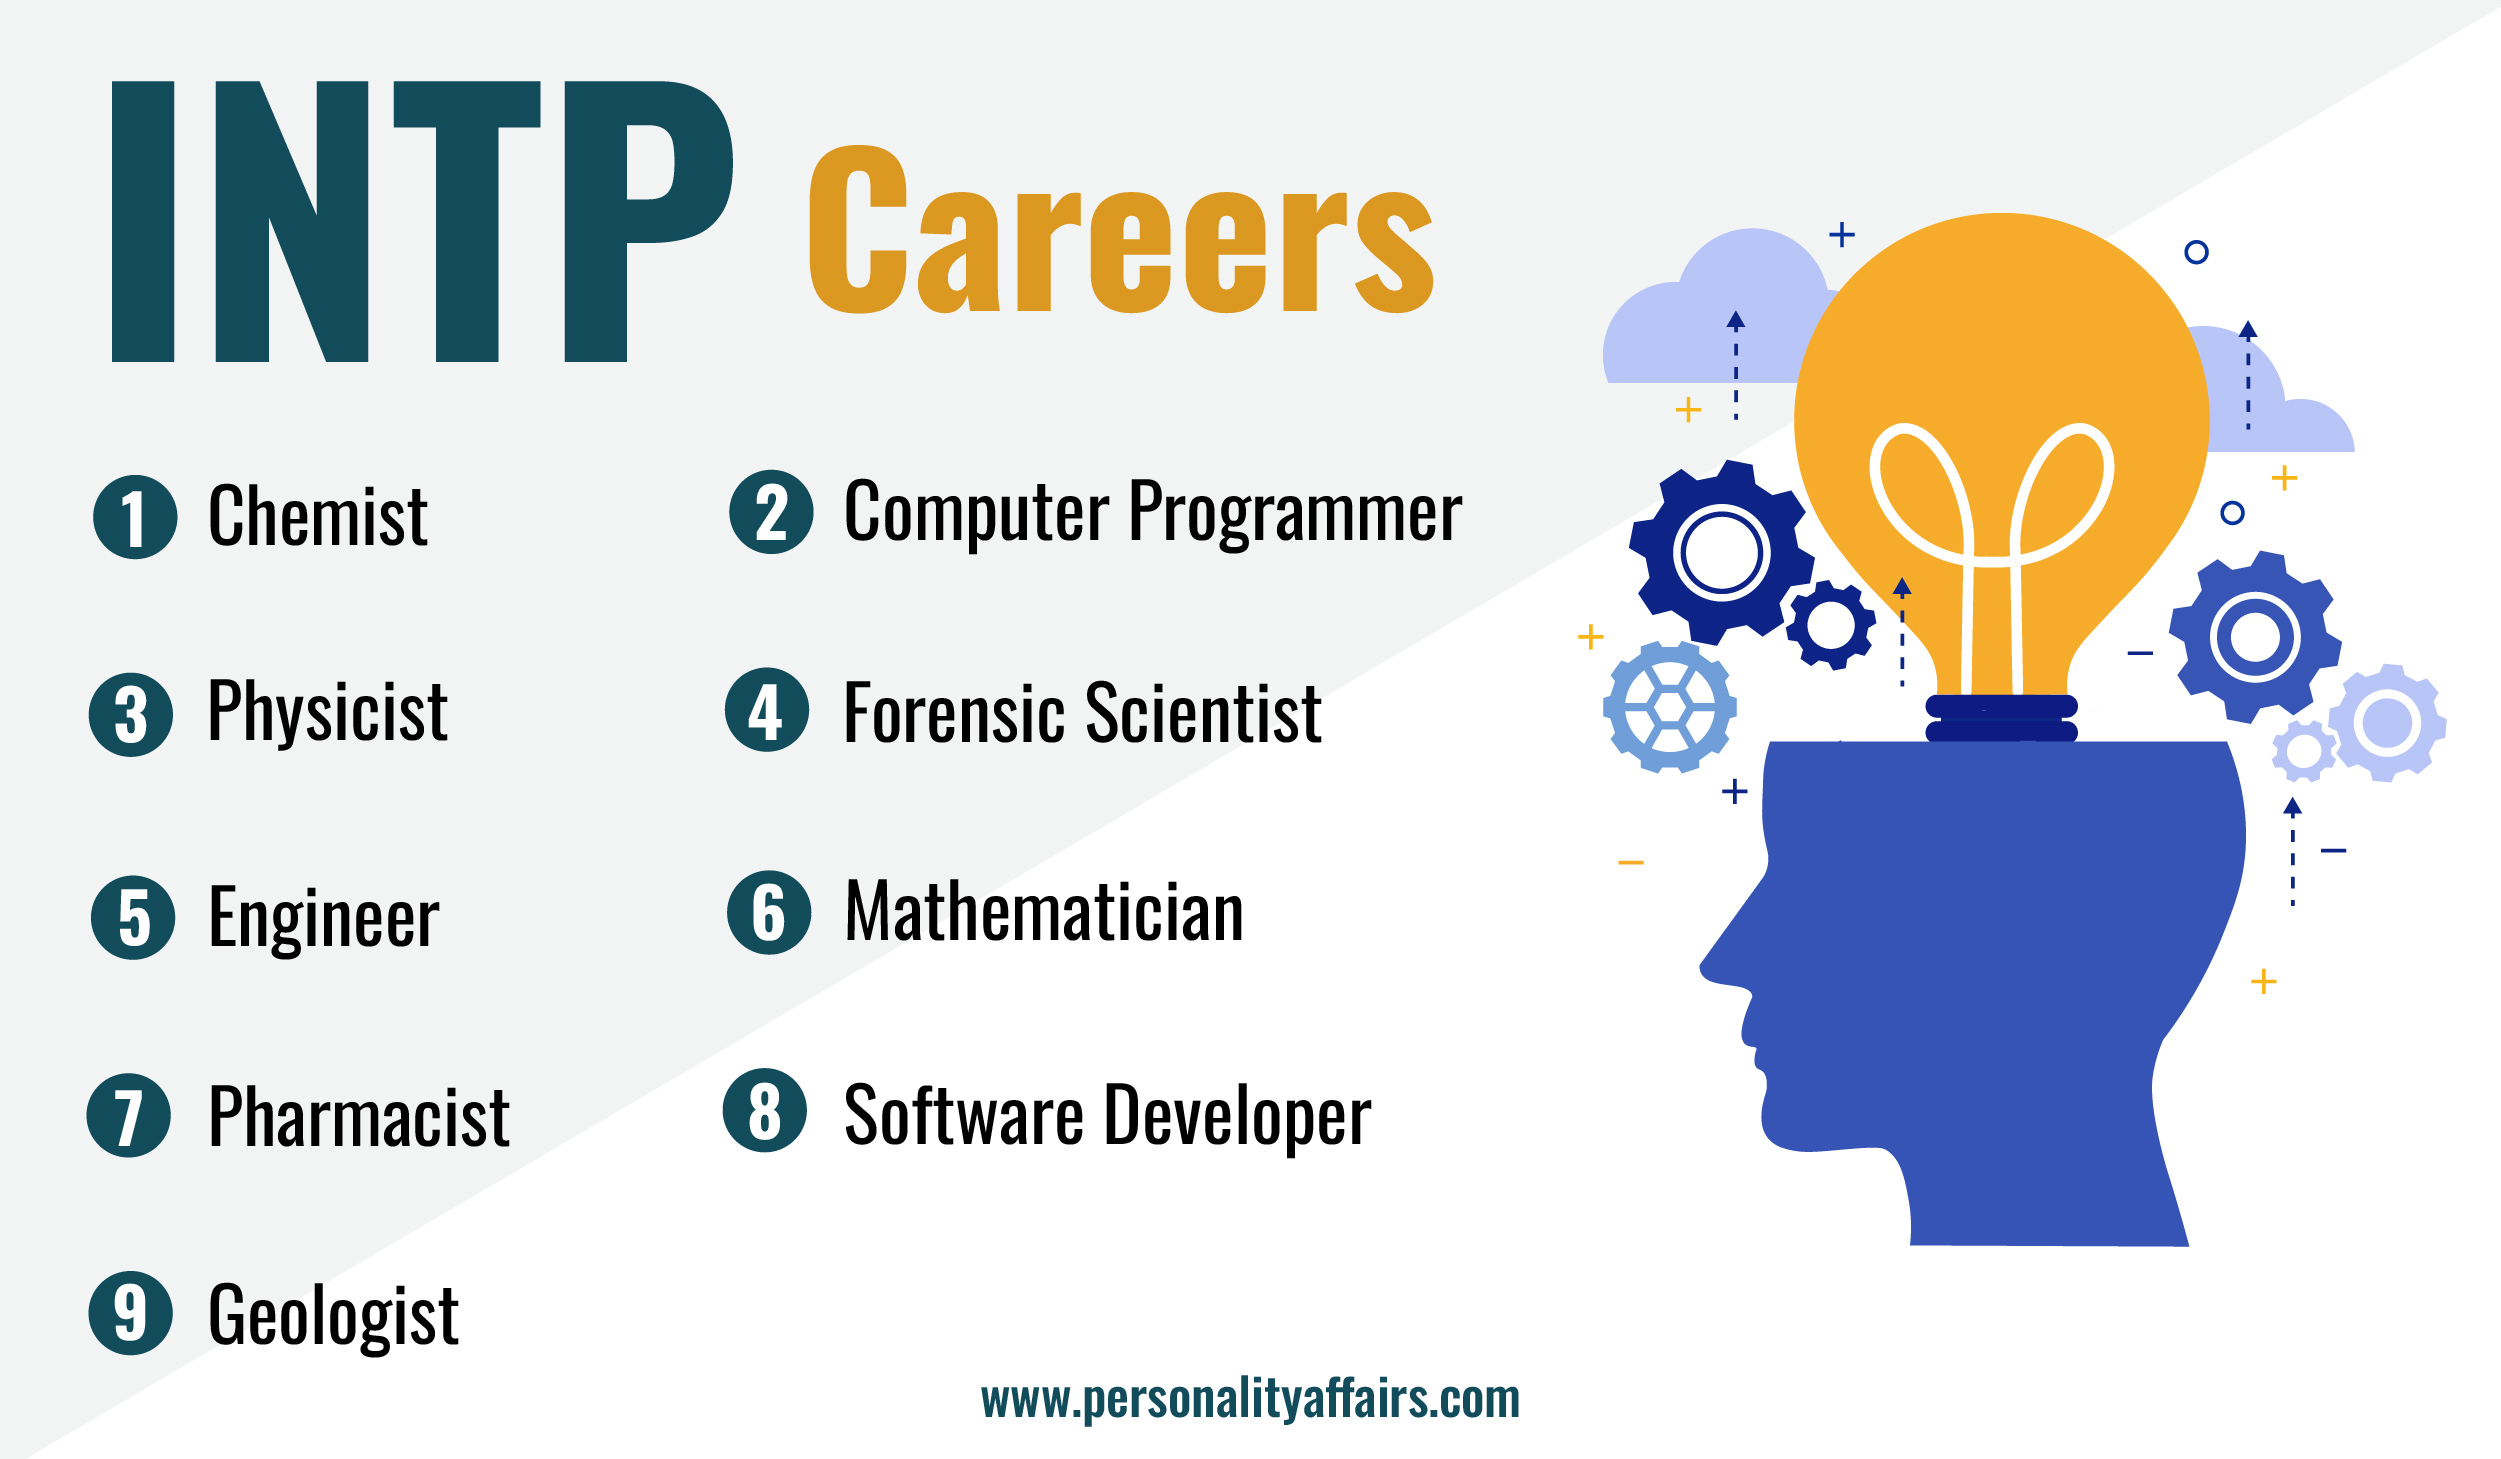 INTP Careers
1 Chemist
2 Computer Programmer
3 Physicist
4 Forensic Scientist
5 Engineer
6 Mathematician
7 Pharmacist
8 Software Developer
9 Geologist
www.personalityaffairs.com